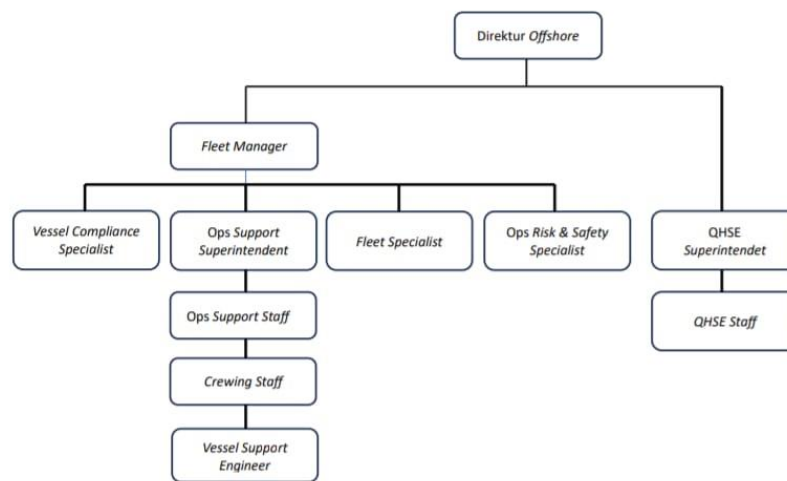 Direktur Offshore
Fleet Manager
Vessel Compliance
Specialist
Ops Support
Superintendent
Fleet Specialist
Ops Risk & Safety
Specialist
QHSE
Superintendet
Ops Support Staff
QHSE Staff
Crewing Staff
Vessel Support
Engineer